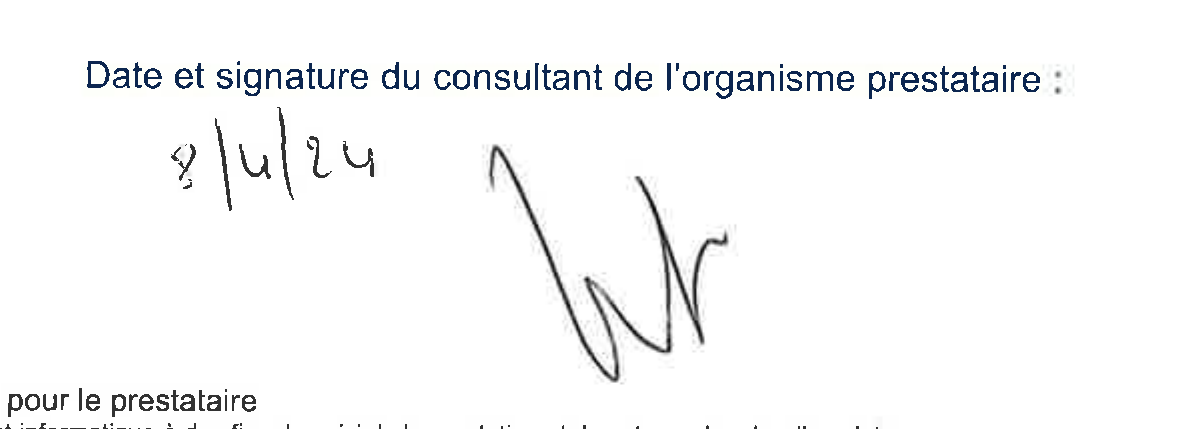 Date et signature du consultant de l'organisme prestataire :
8/4/24
pour le prestataire